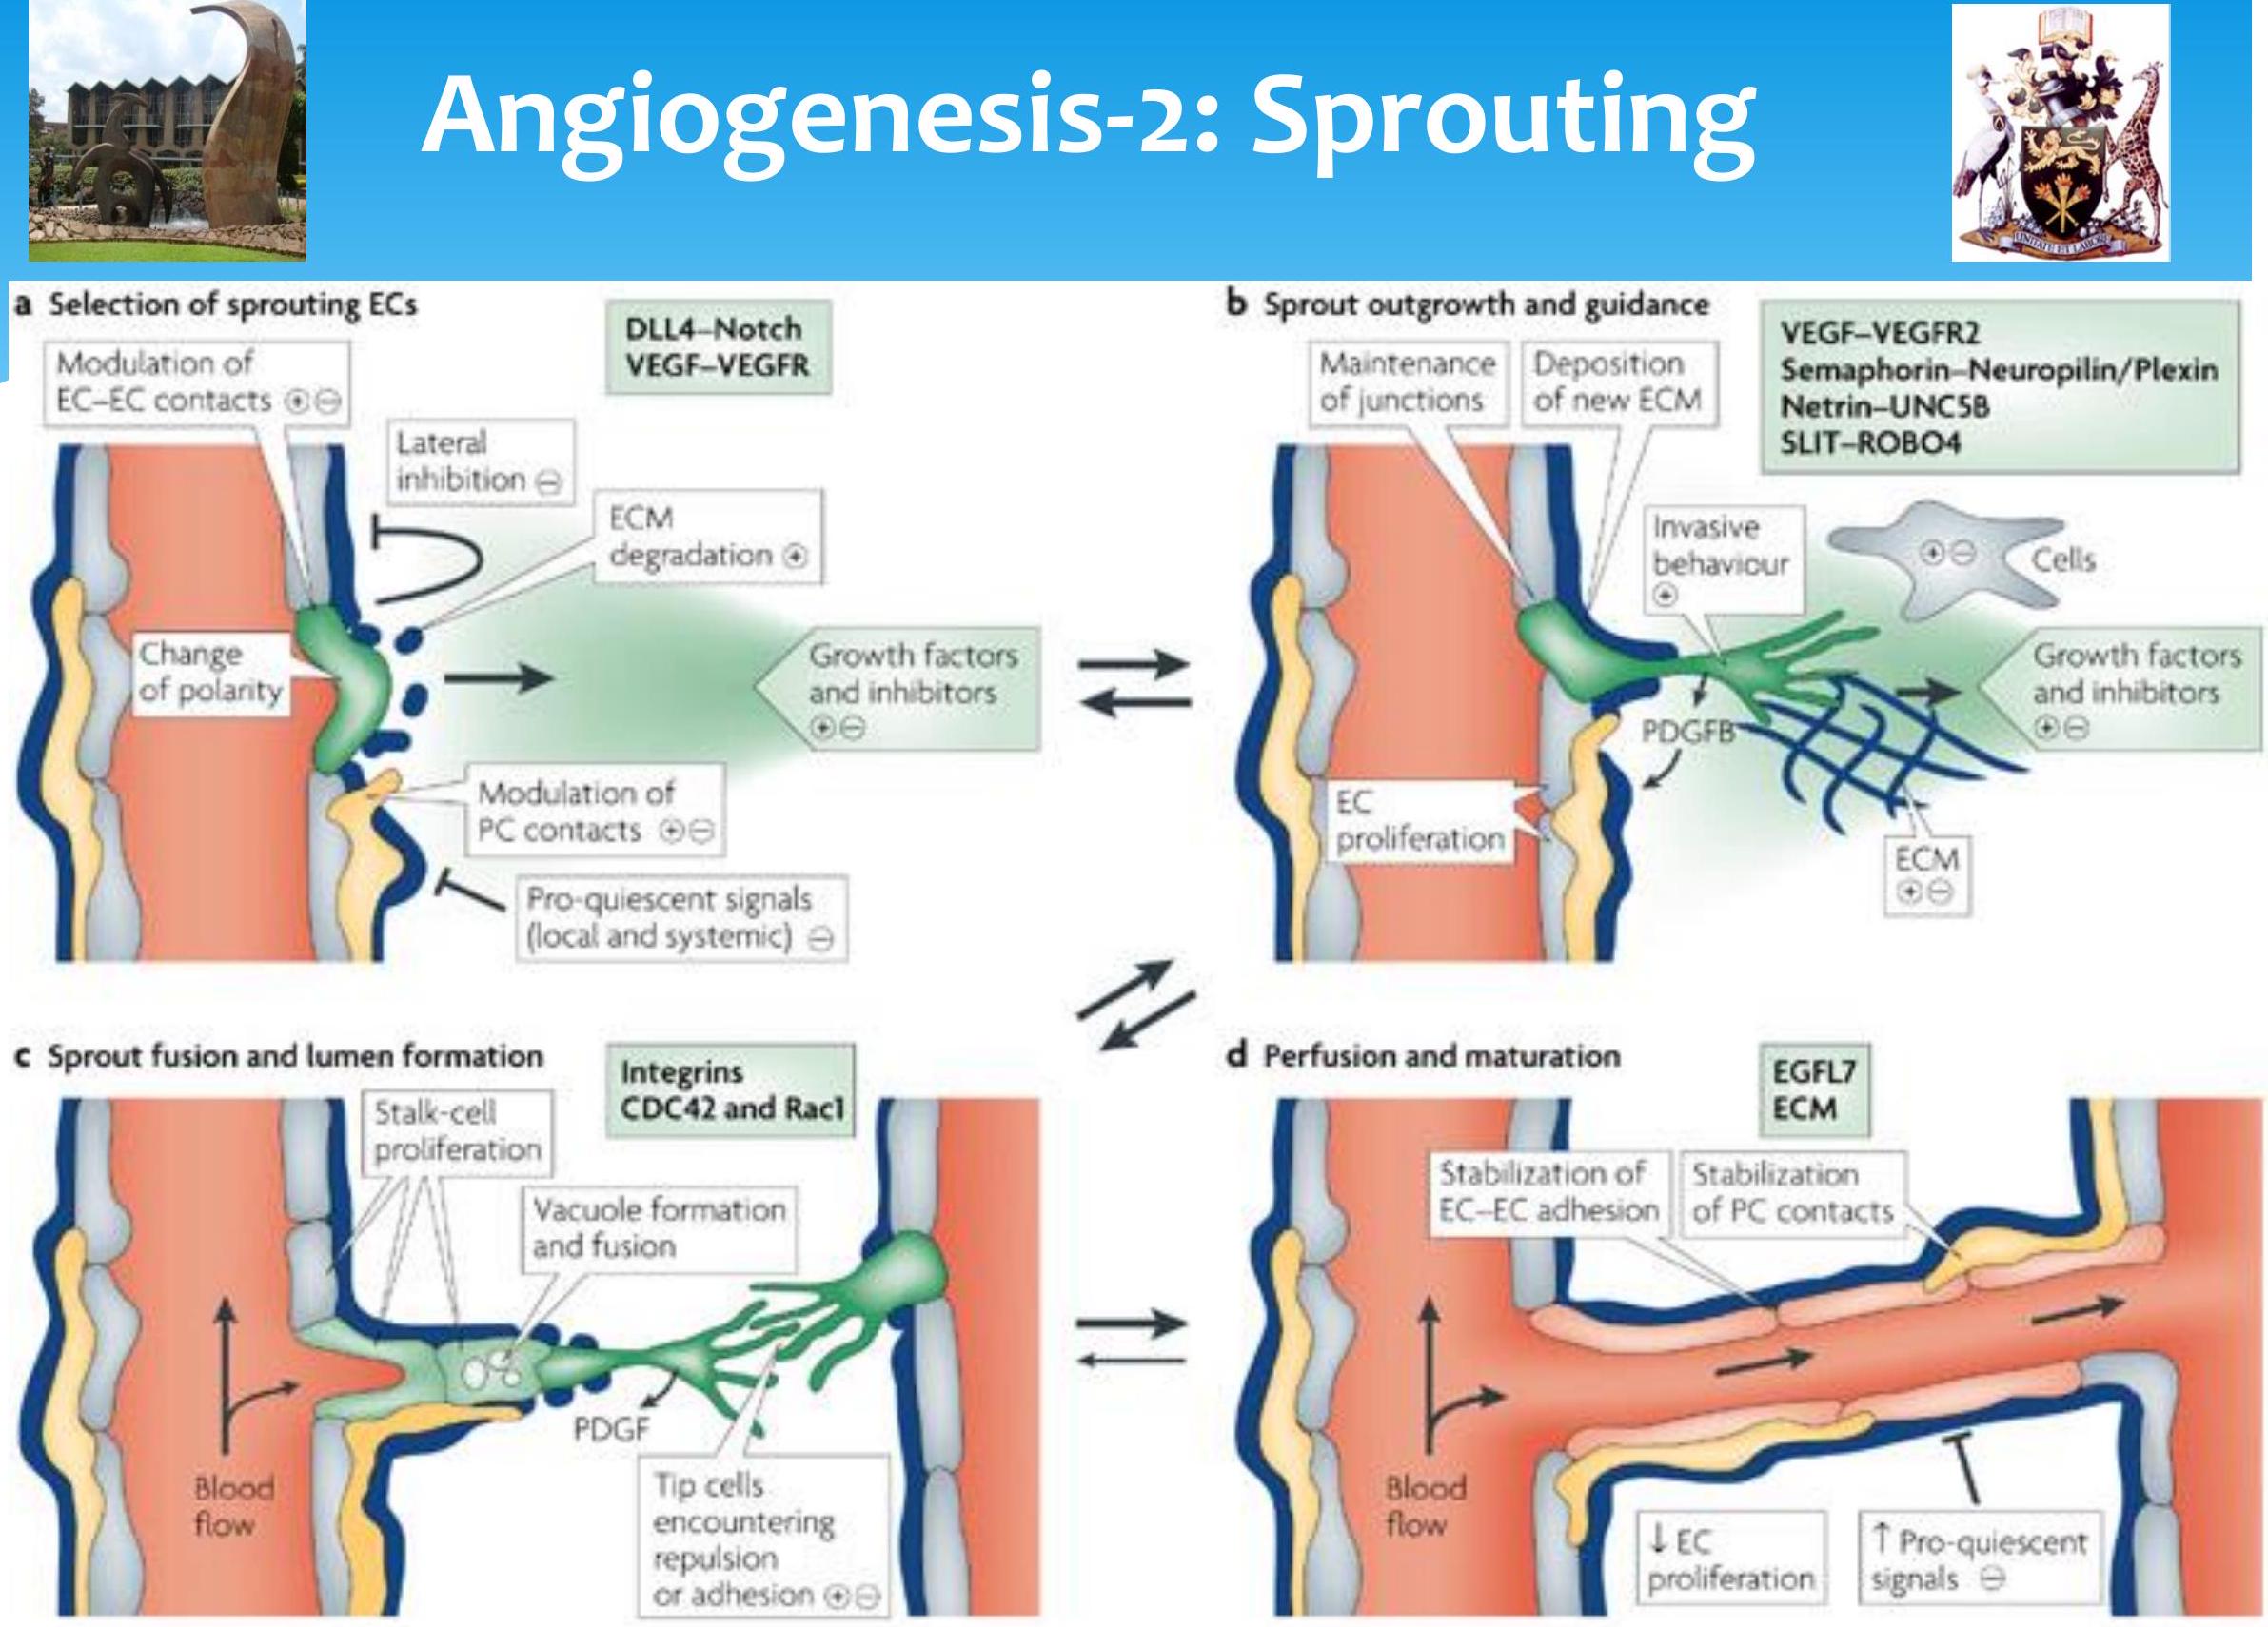 Angiogenesis-2: Sprouting
UNITATE ET LABORE
a Selection of sprouting ECs
DLL4–Notch
VEGF–VEGFR
Modulation of
EC–EC contacts ⊕⊖
Lateral
inhibition ⊖
ECM
degradation ⊕
Change
of polarity
Growth factors
and inhibitors
⊕⊖
Modulation of
PC contacts ⊕⊖
Pro-quiescent signals
(local and systemic) ⊖
b Sprout outgrowth and guidance
VEGF–VEGFR2
Semaphorin–Neuropilin/Plexin
Netrin–UNC5B
SLIT–ROBO4
Maintenance
of junctions
Deposition
of new ECM
Invasive
behaviour
⊕
⊕⊖
Cells
Growth factors
and inhibitors
⊕⊖
PDGFB
EC
proliferation
ECM
⊕⊖
c Sprout fusion and lumen formation
Integrins
CDC42 and Rac1
Stalk-cell
proliferation
Vacuole formation
and fusion
PDGF
Blood
flow
Tip cells
encountering
repulsion
or adhesion ⊕⊖
d Perfusion and maturation
EGFL7
ECM
Stabilization of
EC–EC adhesion
Stabilization
of PC contacts
Blood
flow
↓ EC
proliferation
↑ Pro-quiescent
signals ⊖